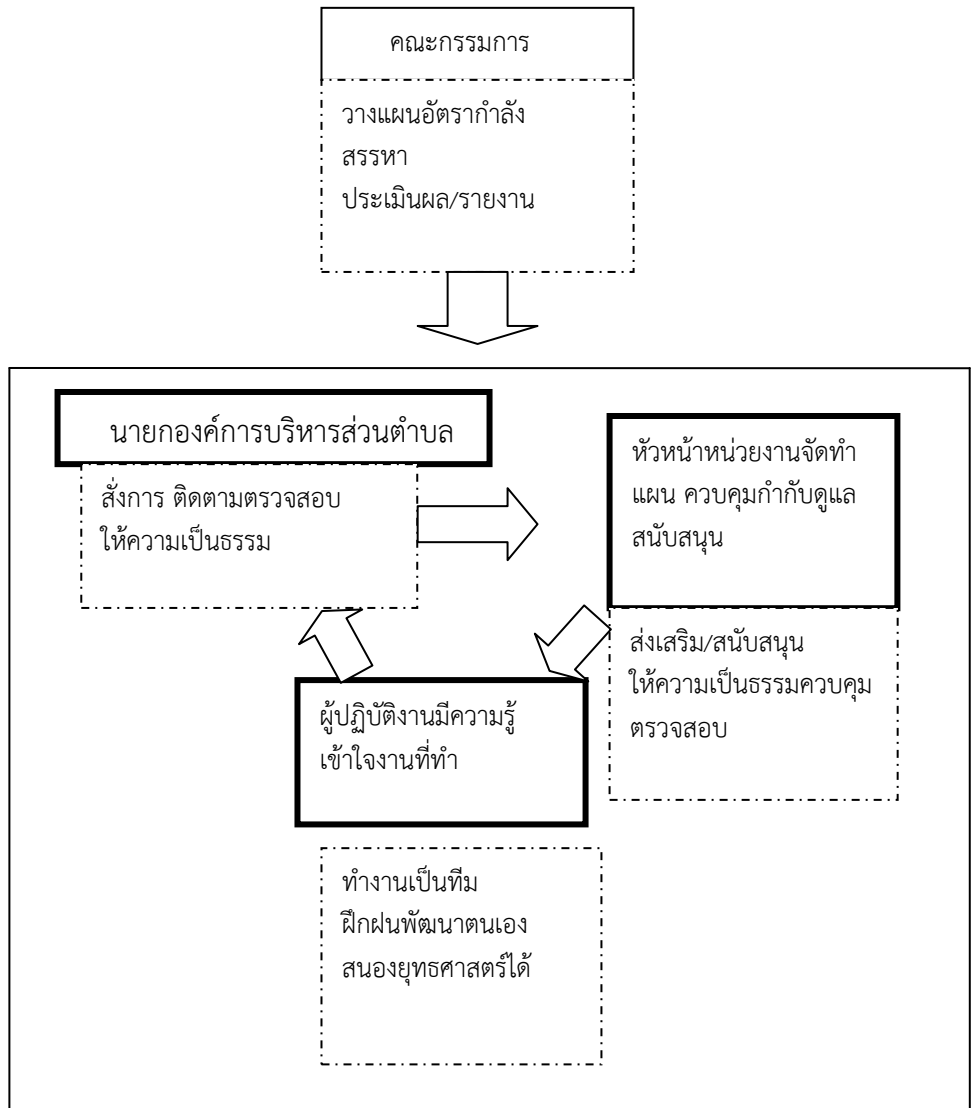 คณะกรรมการ
วางแผนอัตรากำลัง
สรรหา
ประเมินผล/รายงาน
นายกองค์การบริหารส่วนตำบล
สั่งการ ติดตามตรวจสอบ
ให้ความเป็นธรรม
หัวหน้าหน่วยงานจัดทำ
แผน ควบคุมกำกับดูแล
สนับสนุน
ส่งเสริม/สนับสนุน
ให้ความเป็นธรรมควบคุม
ตรวจสอบ
ผู้ปฏิบัติงานมีความรู้
เข้าใจงานที่ทำ
ทำงานเป็นทีม
ฝึกฝนพัฒนาตนเอง
สนองยุทธศาสตร์ได้